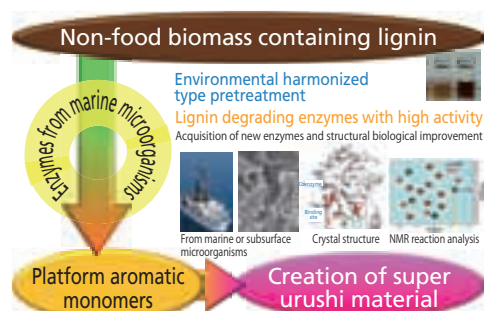 Non-food biomass containing lignin
Environmental harmonized
type pretreatment
Lignin degrading enzymes with high activity
Acquisition of new enzymes and structural biological improvement
Enzymes from marine microorganisms
Coenzyme
Binding
site
From marine or subsurface
microorganisms
Crystal structure
NMR reaction analysis
Platform aromatic
monomers
Creation of super
urushi material